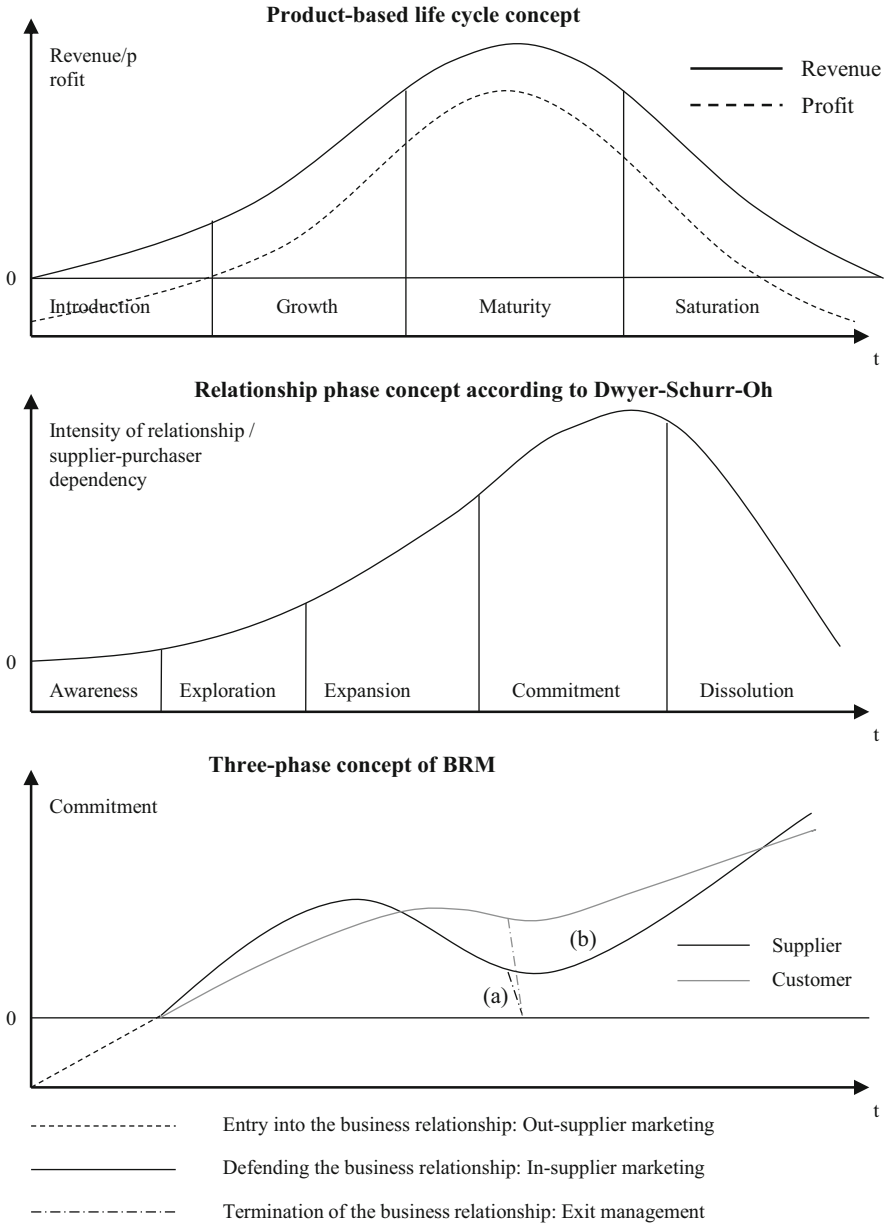 Product-based life cycle concept
Revenue/p
rofit
Revenue
Profit
0
Introduction
Growth
Maturity
Saturation
t
Relationship phase concept according to Dwyer-Schurr-Oh
Intensity of relationship /
supplier-purchaser
dependency
0
Awareness
Exploration
Expansion
Commitment
Dissolution
t
Three-phase concept of BRM
Commitment
(b)
Supplier
Customer
(a)
0
t
Entry into the business relationship: Out-supplier marketing
Defending the business relationship: In-supplier marketing
Termination of the business relationship: Exit management